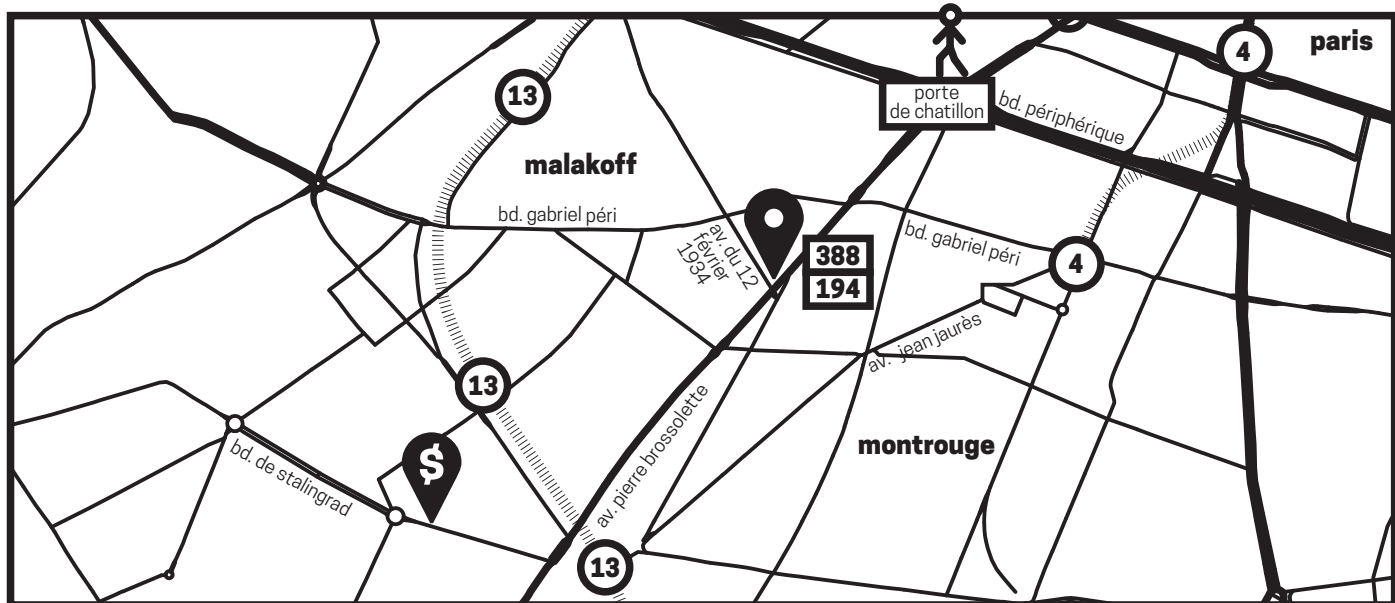 paris
4
13
porte
de chatillon
bd. périphérique
malakoff
bd. gabriel péri
av. du 12
février
1934
388
194
bd. gabriel péri
4
av. jean jaurès
13
av. pierre brossolette
montrouge
$
bd. de stalingrad
13